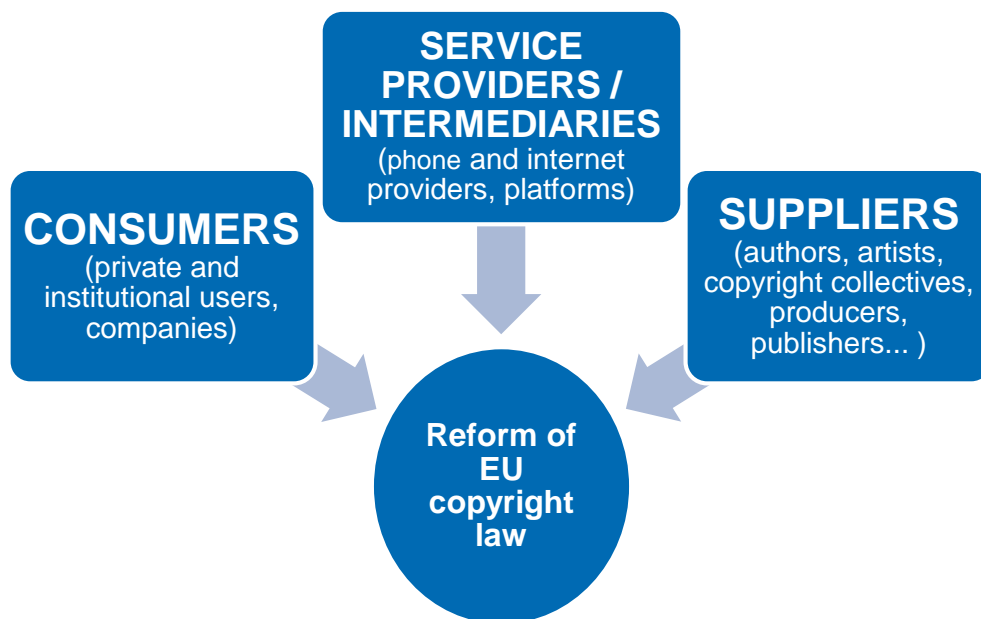 SERVICE
PROVIDERS /
INTERMEDIARIES
(phone and internet
providers, platforms)
CONSUMERS
(private and
institutional users,
companies)
SUPPLIERS
(authors, artists,
copyright collectives,
producers,
publishers... )
Reform of
EU
copyright
law